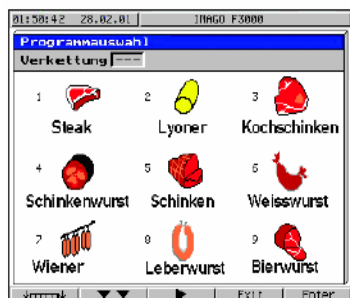 01:50:42 28.02.01 IMAGO F3000
Programmauswahl
Verkettung ---
1 2 3
Steak Lyoner Kochschinken
4 5 6
Schinkenwurst Schinken Weisswurst
7 8 9
Wiener Leberwurst Bierwurst
Exit Enter